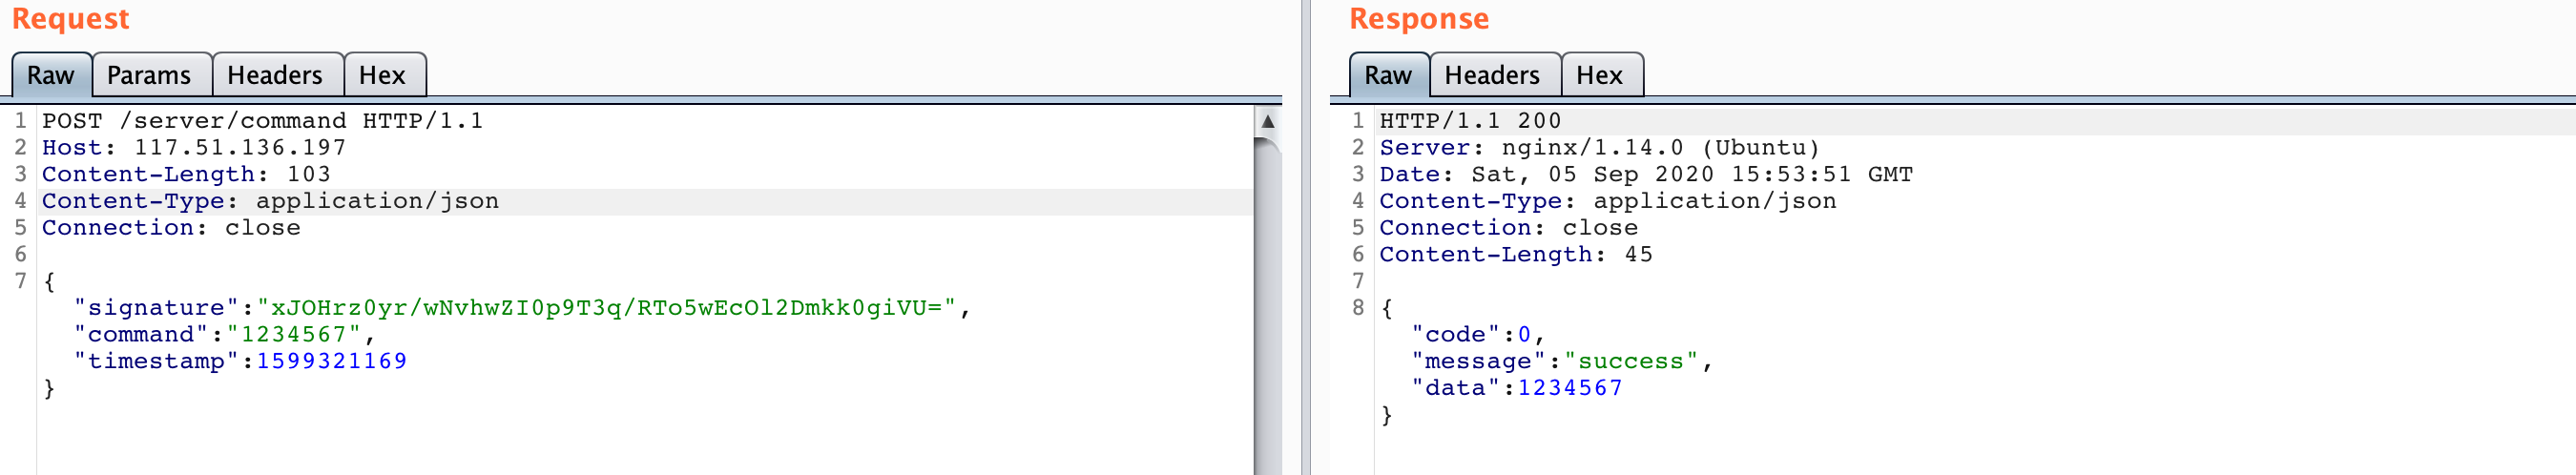 Request
Raw Params Headers Hex
1 POST /server/command HTTP/1.1
2 Host: 117.51.136.197
3 Content-Length: 103
4 Content-Type: application/json
5 Connection: close
6
7 {
"signature":"xJOHrz0yr/wNvhwZI0p9T3q/RTo5wEcOl2Dmkk0giVU=",
"command":"1234567",
"timestamp":1599321169
}
Response
Raw Headers Hex
1 HTTP/1.1 200
2 Server: nginx/1.14.0 (Ubuntu)
3 Date: Sat, 05 Sep 2020 15:53:51 GMT
4 Content-Type: application/json
5 Connection: close
6 Content-Length: 45
7
8 {
"code":0,
"message":"success",
"data":1234567
}